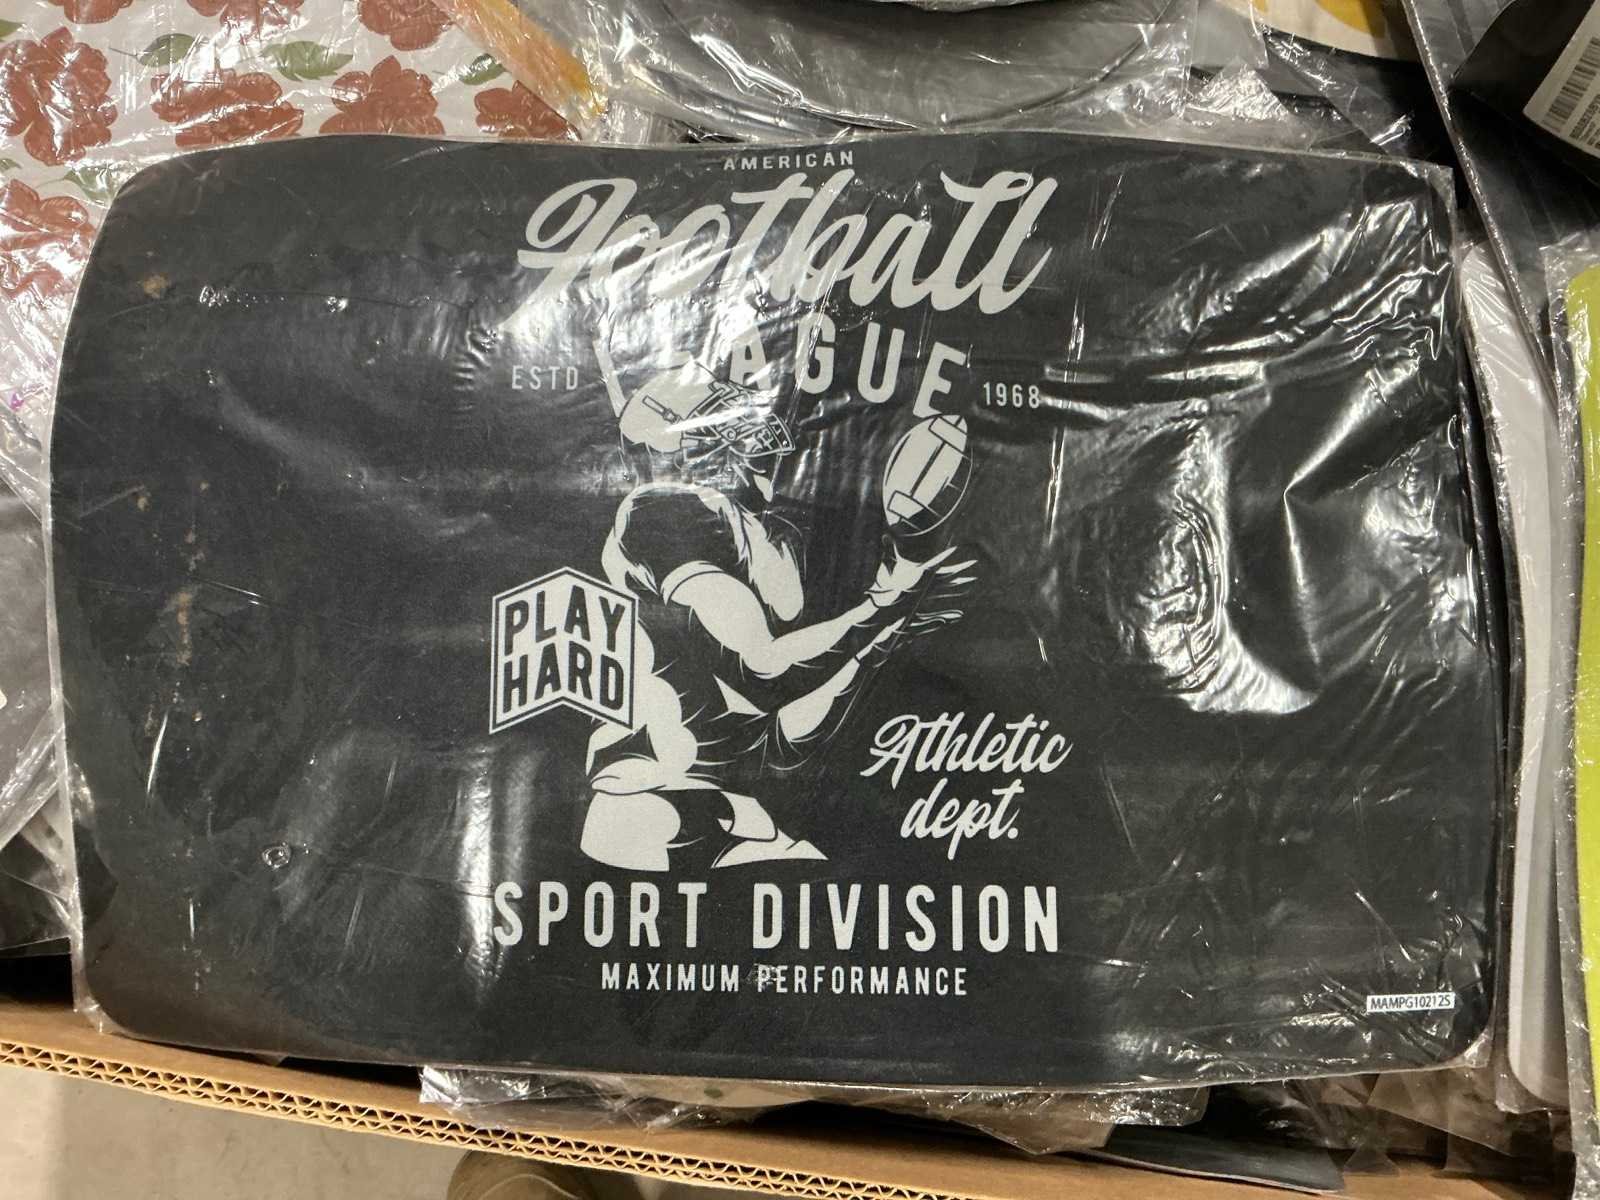 AMERICAN
Football
LEAGUE
ESTD
1968
PLAY
HARD
Athletic
dept.
SPORT DIVISION
MAXIMUM PERFORMANCE
MAMPG10212S